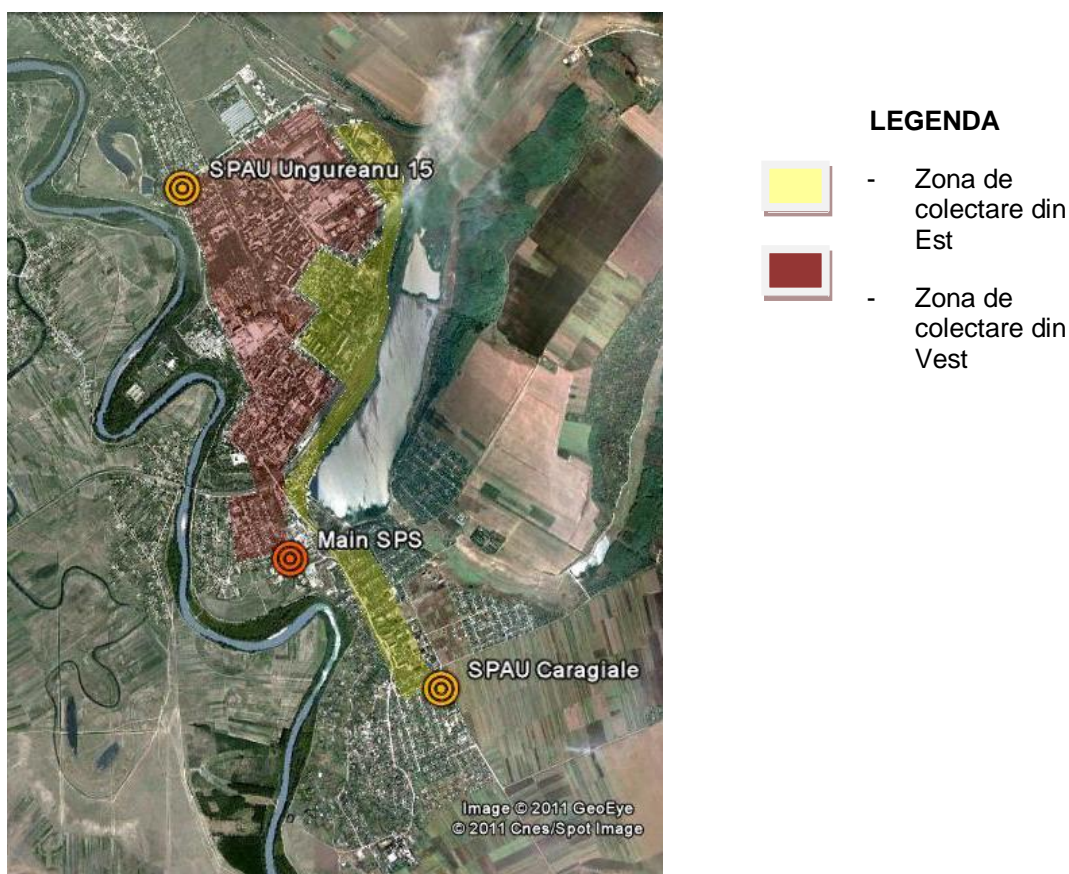 LEGENDA
SPAU Ungureanu 15
- Zona de
colectare din
Est
- Zona de
colectare din
Vest
Main SPS
SPAU Caragiale
Image © 2011 GeoEye
© 2011 Cnes/Spot Image